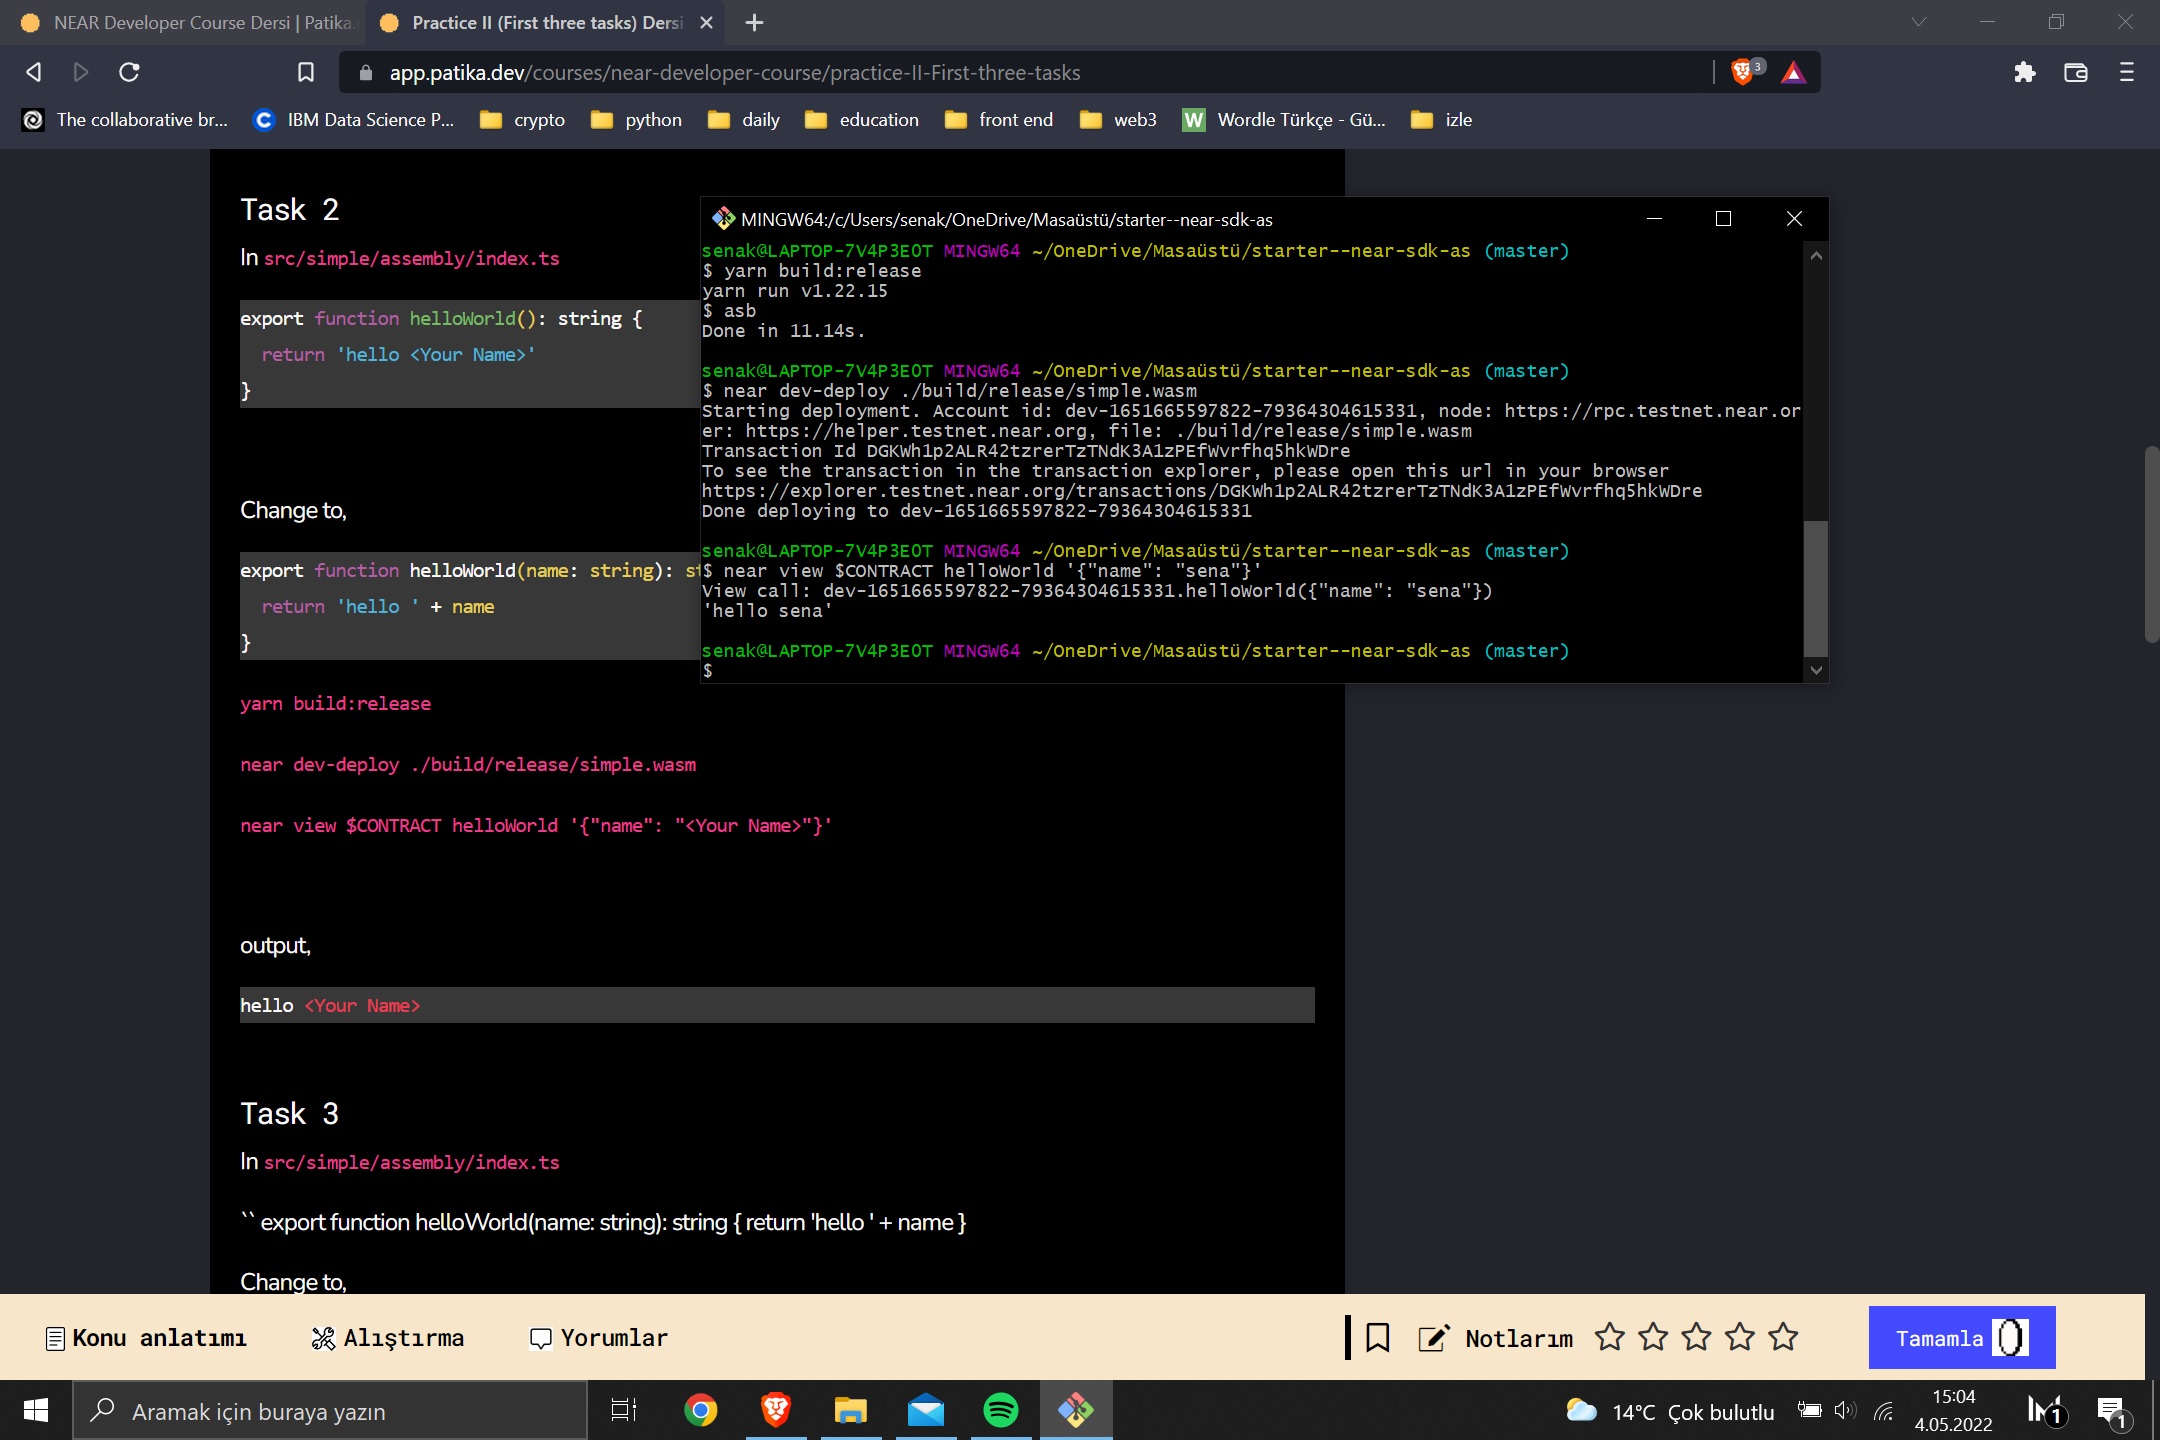 NEAR Developer Course Dersi | Patika.
Practice II (First three tasks) Dersi
app.patika.dev/courses/near-developer-course/practice-II-First-three-tasks
3
The collaborative br...
IBM Data Science P...
crypto
python
daily
education
front end
web3
Wordle Türkçe - Gü...
izle
Task 2
In src/simple/assembly/index.ts
export function helloWorld(): string {
return 'hello <Your Name>'
}
Change to,
export function helloWorld(name: string): st
return 'hello ' + name
}
yarn build:release
near dev-deploy ./build/release/simple.wasm
near view $CONTRACT helloWorld '{"name": "<Your Name>"}'
output,
hello <Your Name>
Task 3
In src/simple/assembly/index.ts
`` export function helloWorld(name: string): string { return 'hello ' + name }
Change to,
MINGW64:/c/Users/senak/OneDrive/Masaüstü/starter--near-sdk-as
senak@LAPTOP-7V4P3E0T MINGW64 ~/OneDrive/Masaüstü/starter--near-sdk-as (master)
$ yarn build:release
yarn run v1.22.15
$ asb
Done in 11.14s.
senak@LAPTOP-7V4P3E0T MINGW64 ~/OneDrive/Masaüstü/starter--near-sdk-as (master)
$ near dev-deploy ./build/release/simple.wasm
Starting deployment. Account id: dev-1651665597822-79364304615331, node: https://rpc.testnet.near.or
er: https://helper.testnet.near.org, file: ./build/release/simple.wasm
Transaction Id DGKWh1p2ALR42tzrerTzTNdK3A1zPEfWvrfhq5hkWDre
To see the transaction in the transaction explorer, please open this url in your browser
https://explorer.testnet.near.org/transactions/DGKWh1p2ALR42tzrerTzTNdK3A1zPEfWvrfhq5hkWDre
Done deploying to dev-1651665597822-79364304615331
senak@LAPTOP-7V4P3E0T MINGW64 ~/OneDrive/Masaüstü/starter--near-sdk-as (master)
$ near view $CONTRACT helloWorld '{"name": "sena"}'
View call: dev-1651665597822-79364304615331.helloWorld({"name": "sena"})
'hello sena'
senak@LAPTOP-7V4P3E0T MINGW64 ~/OneDrive/Masaüstü/starter--near-sdk-as (master)
$
Konu anlatımı
Alıştırma
Yorumlar
Notlarım
Tamamla
Aramak için buraya yazın
14°C Çok bulutlu
15:04
4.05.2022
1
1